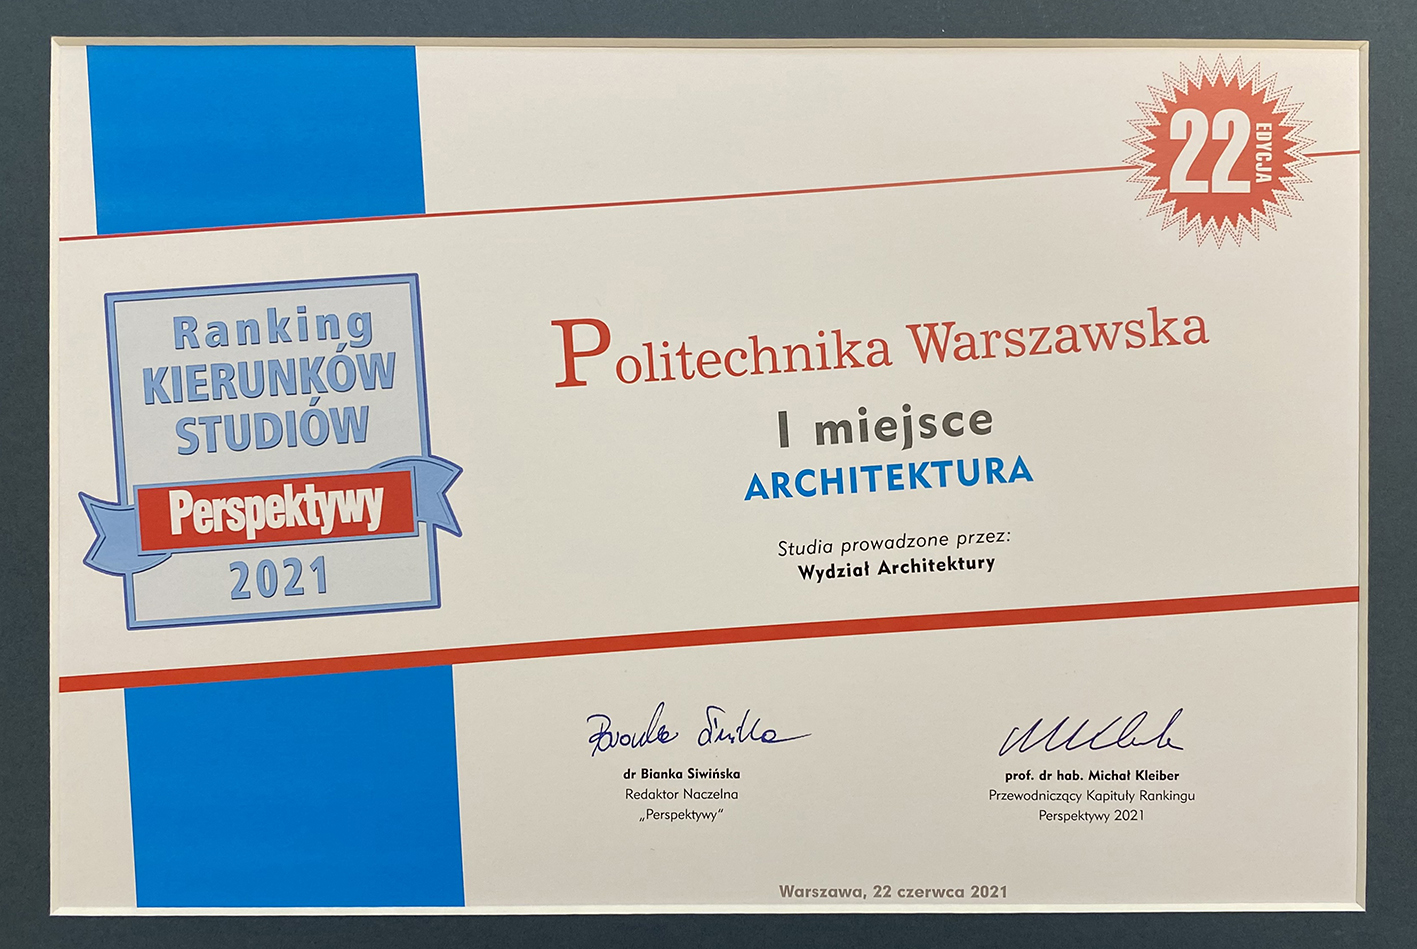 22
EDYCJA
Ranking
KIERUNKÓW
STUDIÓW
Perspektywy
2021
Politechnika Warszawska
I miejsce
ARCHITEKTURA
Studia prowadzone przez:
Wydział Architektury
dr Bianka Siwińska
Redaktor Naczelna
„Perspektywy”
prof. dr hab. Michał Kleiber
Przewodniczący Kapituły Rankingu
Perspektywy 2021
Warszawa, 22 czerwca 2021